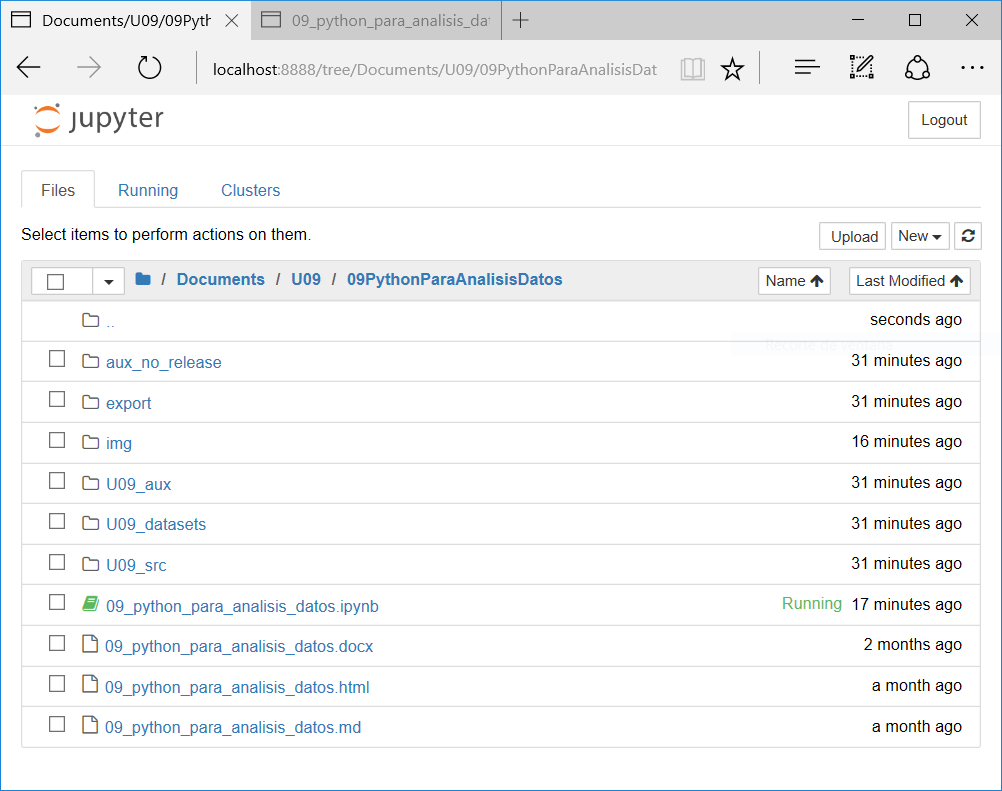 Documents/U09/09Pyth
09_python_para_analisis_dat
localhost:8888/tree/Documents/U09/09PythonParaAnalisisDat
jupyter
Logout
Files Running Clusters
Select items to perform actions on them.
Upload New
/ Documents / U09 / 09PythonParaAnalisisDatos
Name Last Modified
.. seconds ago
aux_no_release 31 minutes ago
export 31 minutes ago
img 16 minutes ago
U09_aux 31 minutes ago
U09_datasets 31 minutes ago
U09_src 31 minutes ago
09_python_para_analisis_datos.ipynb Running 17 minutes ago
09_python_para_analisis_datos.docx 2 months ago
09_python_para_analisis_datos.html a month ago
09_python_para_analisis_datos.md a month ago